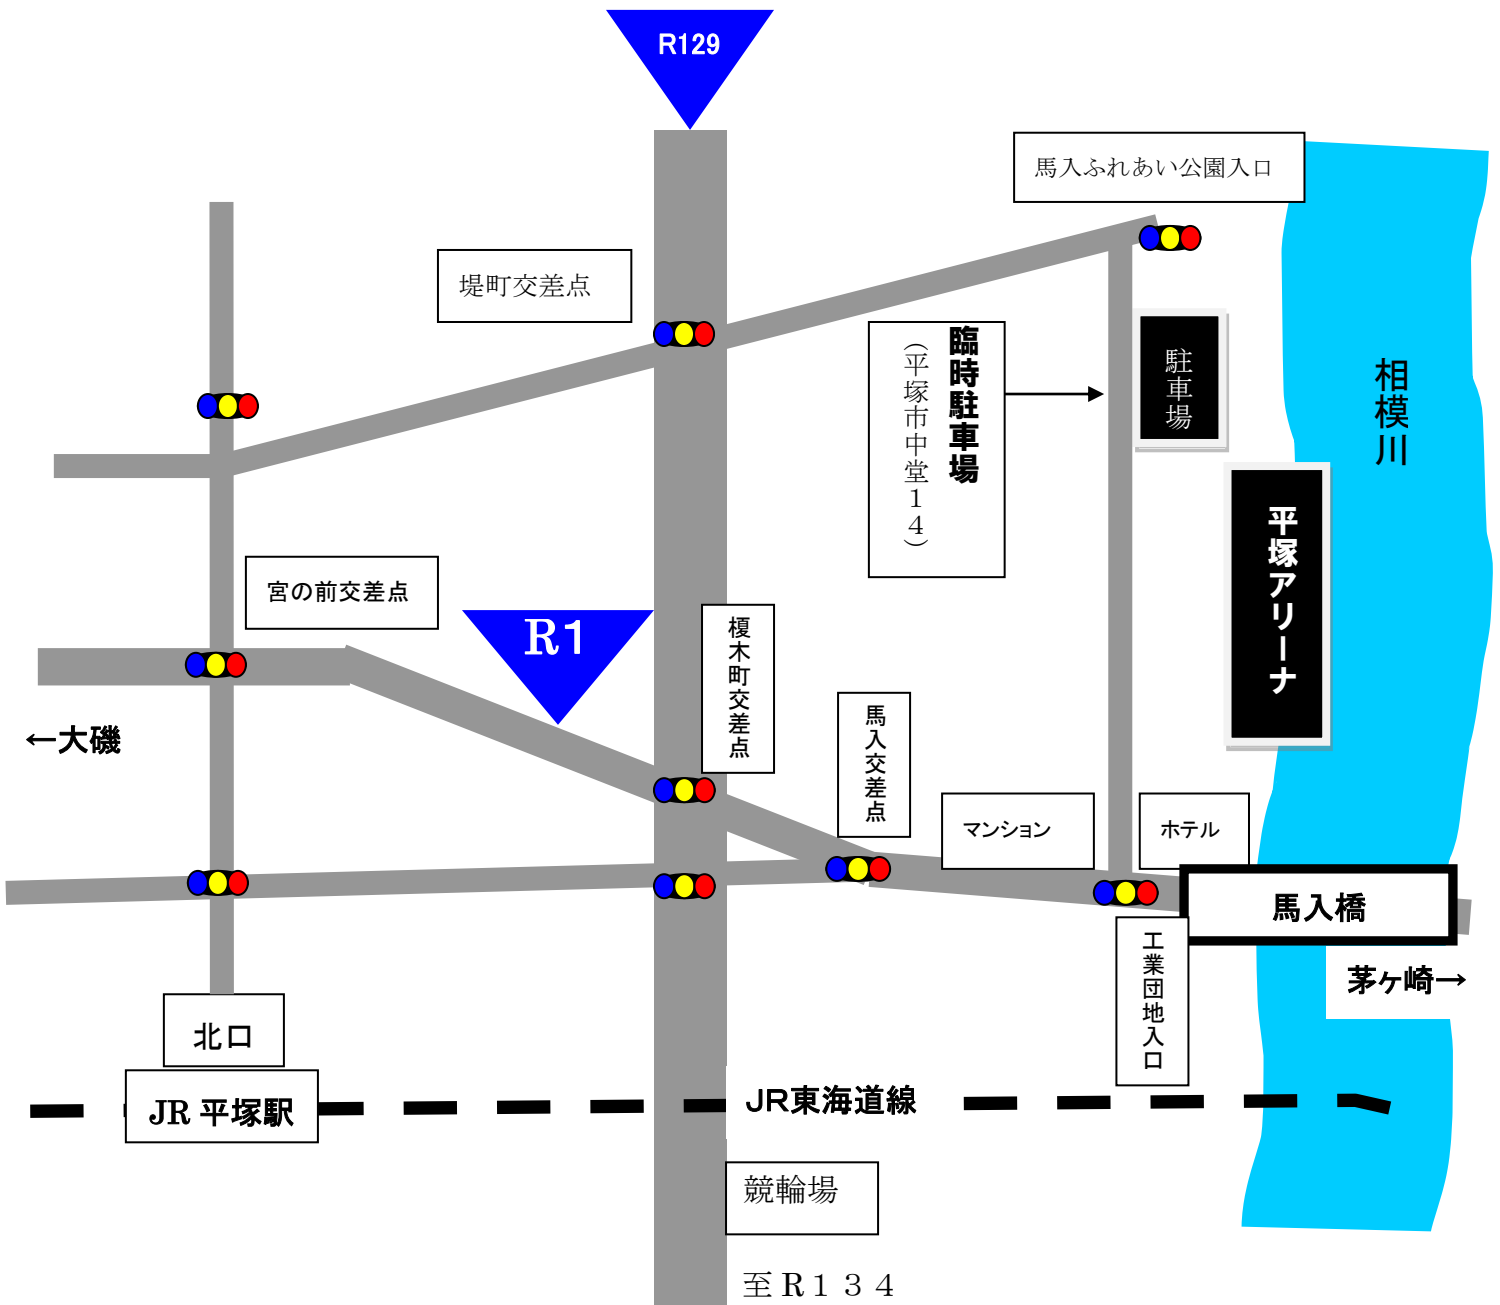 R129
馬入ふれあい公園入口
堤町交差点
臨時駐車場
（平塚市中堂１４）
駐車場
相模川
平塚アリーナ
宮の前交差点
R1
榎木町交差点
馬入交差点
←大磯
マンション
ホテル
馬入橋
工業団地入口
茅ヶ崎→
北口
JR 平塚駅
JR東海道線
競輪場
至R１３４